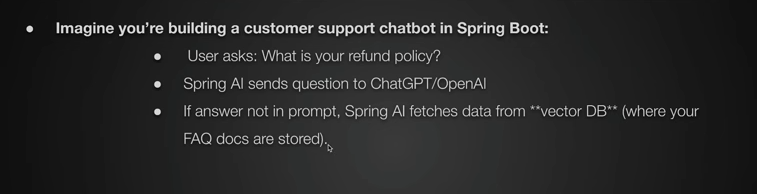 ● Imagine you're building a customer support chatbot in Spring Boot:
● User asks: What is your refund policy?
● Spring AI sends question to ChatGPT/OpenAI
● If answer not in prompt, Spring AI fetches data from **vector DB** (where your
FAQ docs are stored).